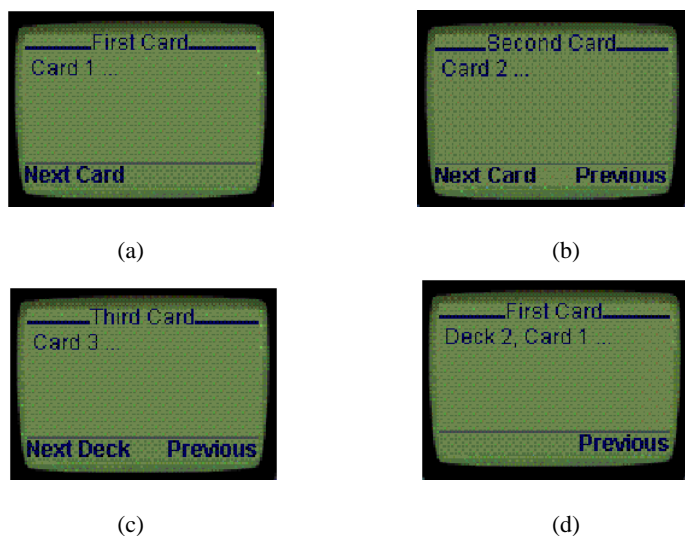 First Card
Card 1 ...
Next Card
(a)
Second Card
Card 2 ...
Next Card Previous
(b)
Third Card
Card 3 ...
Next Deck Previous
(c)
First Card
Deck 2, Card 1 ...
Previous
(d)